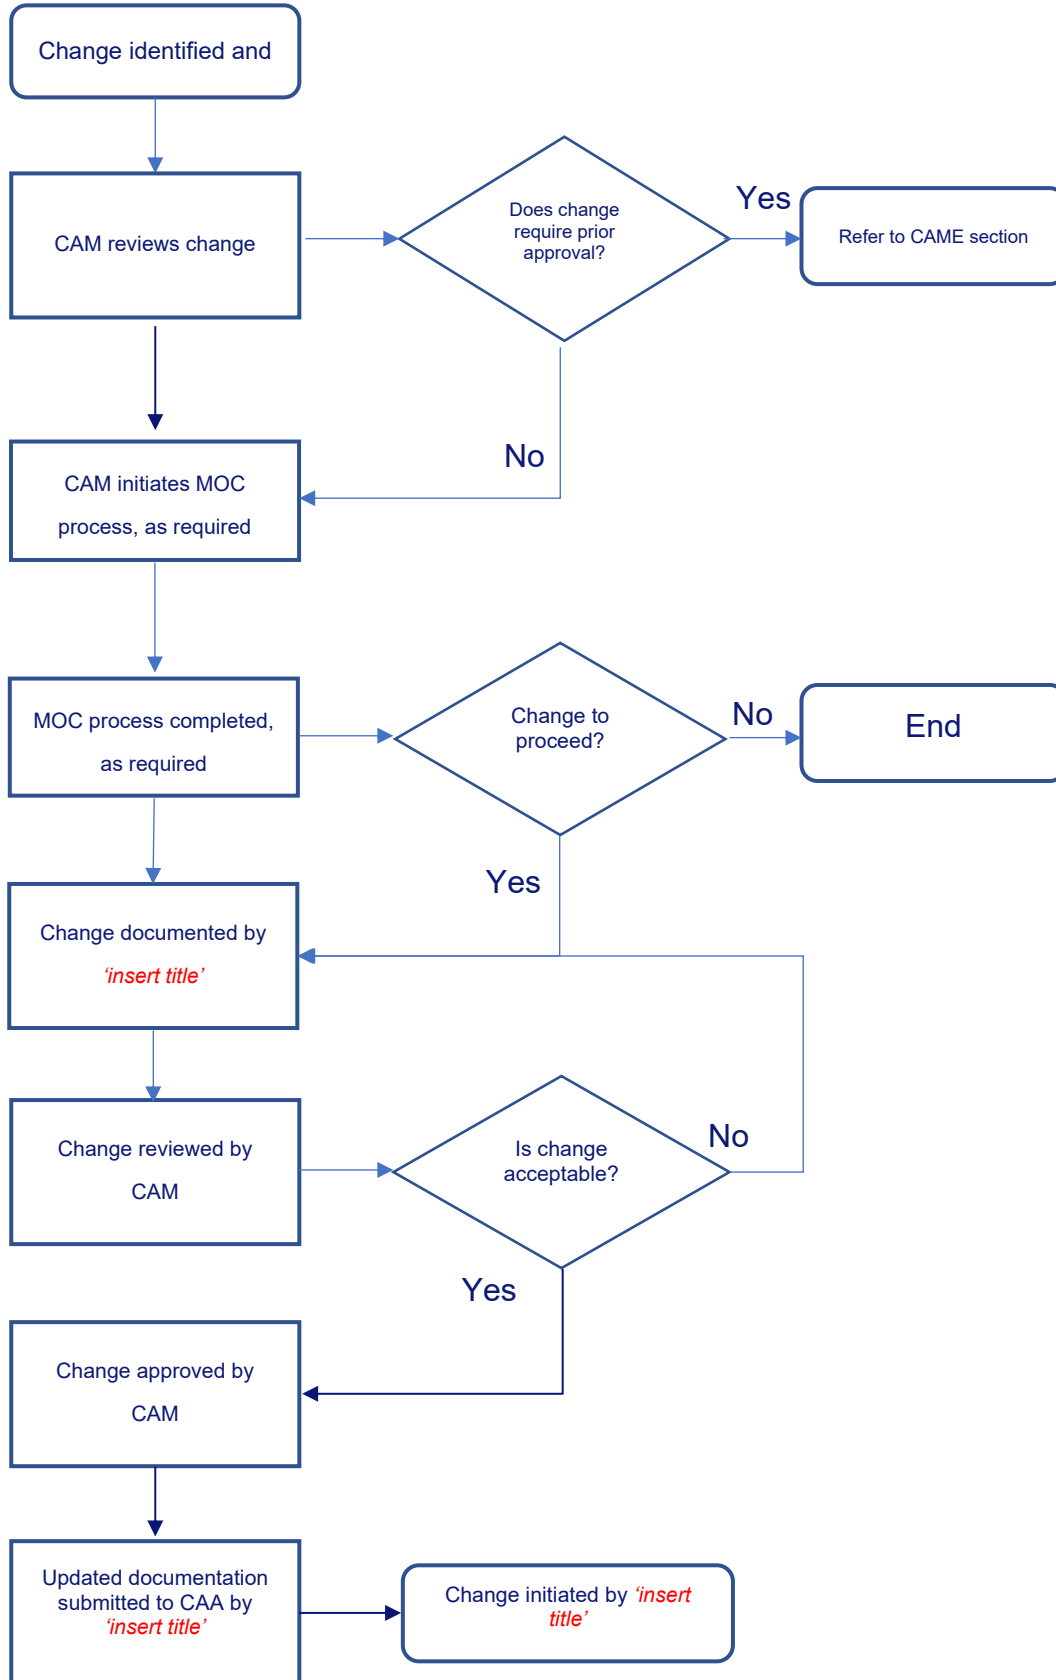 Change identified and
CAM reviews change
Does change
require prior
approval?
Yes
Refer to CAME section
No
CAM initiates MOC
process, as required
MOC process completed,
as required
Change to
proceed?
No
End
Yes
Change documented by
‘insert title’
Change reviewed by
CAM
Is change
acceptable?
No
Yes
Change approved by
CAM
Updated documentation
submitted to CAA by
‘insert title’
Change initiated by ‘insert
title’